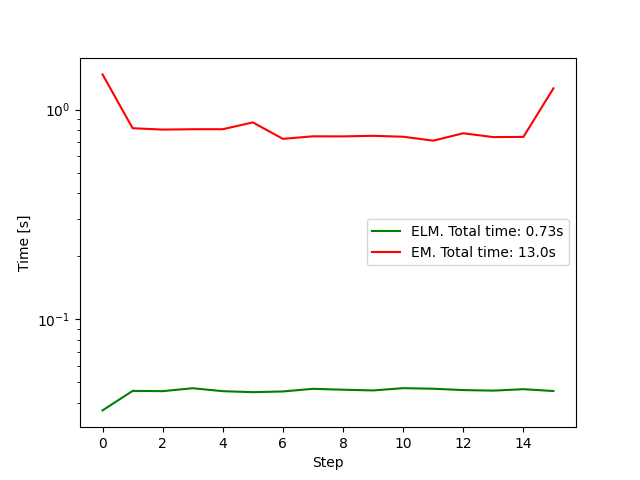 10⁰
10⁻¹
Time [s]
ELM. Total time: 0.73s
EM. Total time: 13.0s
0 2 4 6 8 10 12 14
Step